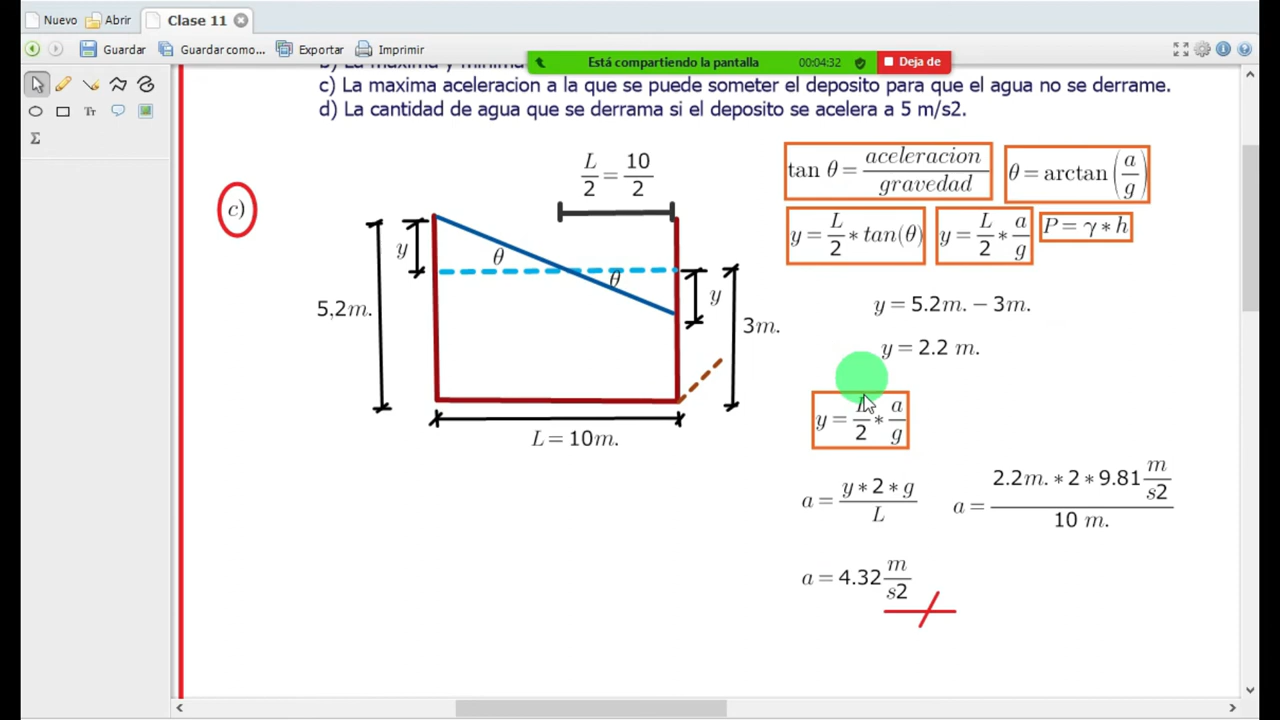 Nuevo Abrir Clase 11
Guardar Guardar como... Exportar Imprimir
Está compartiendo la pantalla 00:04:32 Deja de
c) La maxima aceleracion a la que se puede someter el deposito para que el agua no se derrame.
d) La cantidad de agua que se derrama si el deposito se acelera a 5 m/s2.
c)
L/2 = 10/2
y
θ
θ
y
5,2m.
3m.
L = 10m.
tan θ = aceleracion/gravedad
θ = arctan (a/g)
y = L/2 * tan(θ)
y = L/2 * a/g
P = γ * h
y = 5.2m. − 3m.
y = 2.2 m.
y = L/2 * a/g
a = y * 2 * g/L
a = 2.2m. * 2 * 9.81 m/s2/10 m.
a = 4.32 m/s2
Tt
Σ